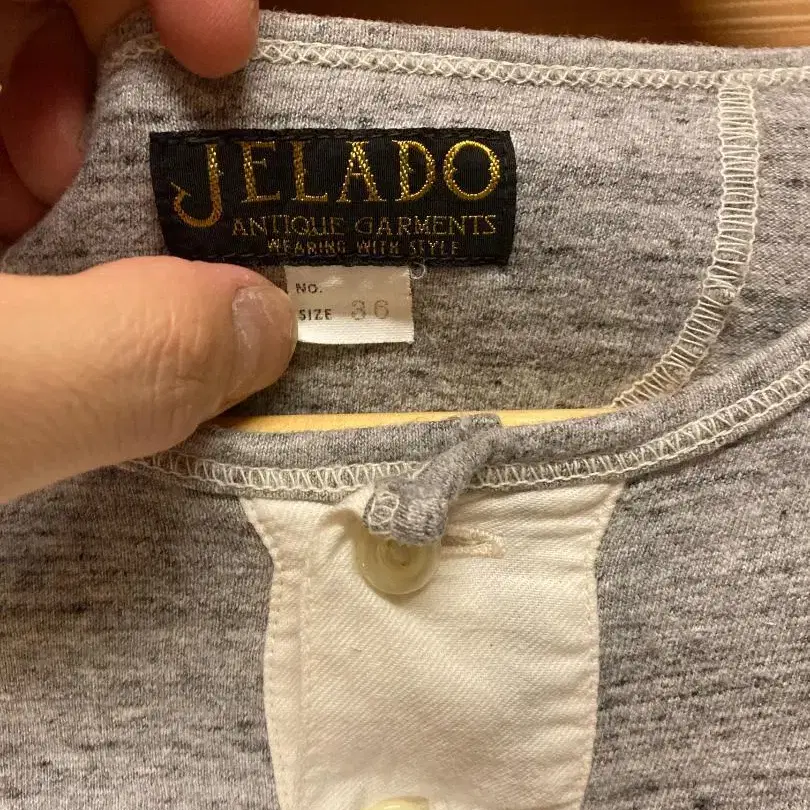 JELADO
ANTIQUE GARMENTS
WEARING WITH STYLE
NO.
SIZE 36